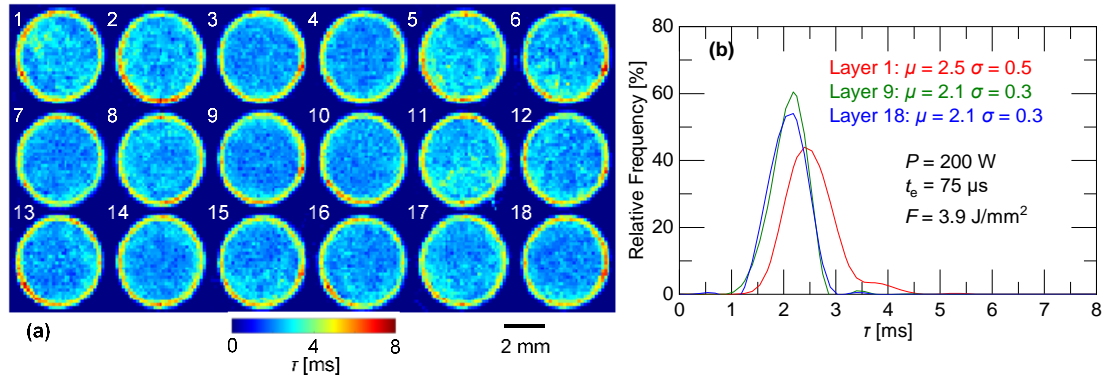 1 2 3 4 5 6
7 8 9 10 11 12
13 14 15 16 17 18
(a)
0 4 8
τ [ms]
2 mm
80
60
40
20
0
Relative Frequency [%]
(b)
Layer 1: μ = 2.5 σ = 0.5
Layer 9: μ = 2.1 σ = 0.3
Layer 18: μ = 2.1 σ = 0.3
P = 200 W
tₑ = 75 μs
F = 3.9 J/mm²
0 1 2 3 4 5 6 7 8
τ [ms]